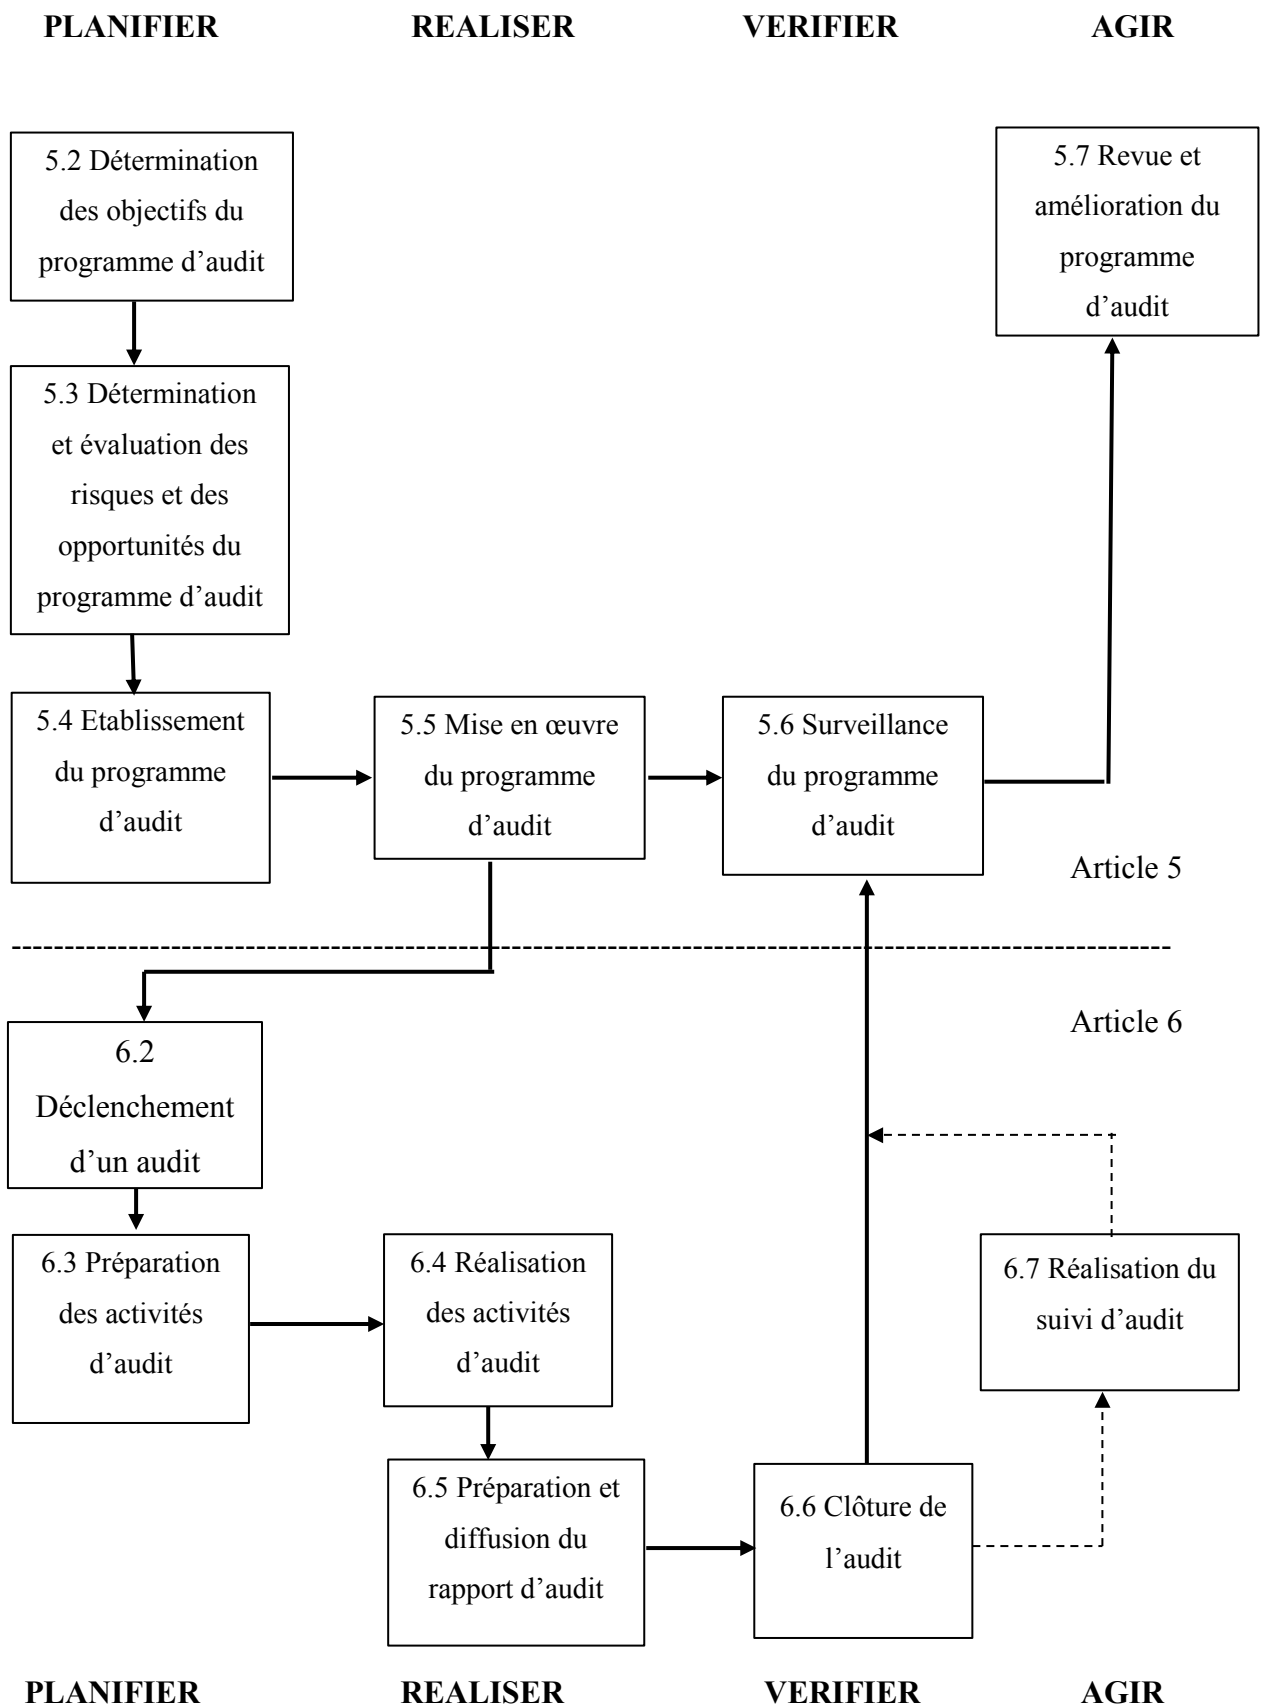 PLANIFIER
REALISER
VERIFIER
AGIR
5.2 Détermination
des objectifs du
programme d’audit
5.7 Revue et
amélioration du
programme
d’audit
5.3 Détermination
et évaluation des
risques et des
opportunités du
programme d’audit
5.4 Etablissement
du programme
d’audit
5.5 Mise en œuvre
du programme
d’audit
5.6 Surveillance
du programme
d’audit
Article 5
Article 6
6.2
Déclenchement
d’un audit
6.3 Préparation
des activités
d’audit
6.4 Réalisation
des activités
d’audit
6.7 Réalisation du
suivi d’audit
6.5 Préparation et
diffusion du
rapport d’audit
6.6 Clôture de
l’audit
PLANIFIER
REALISER
VERIFIER
AGIR